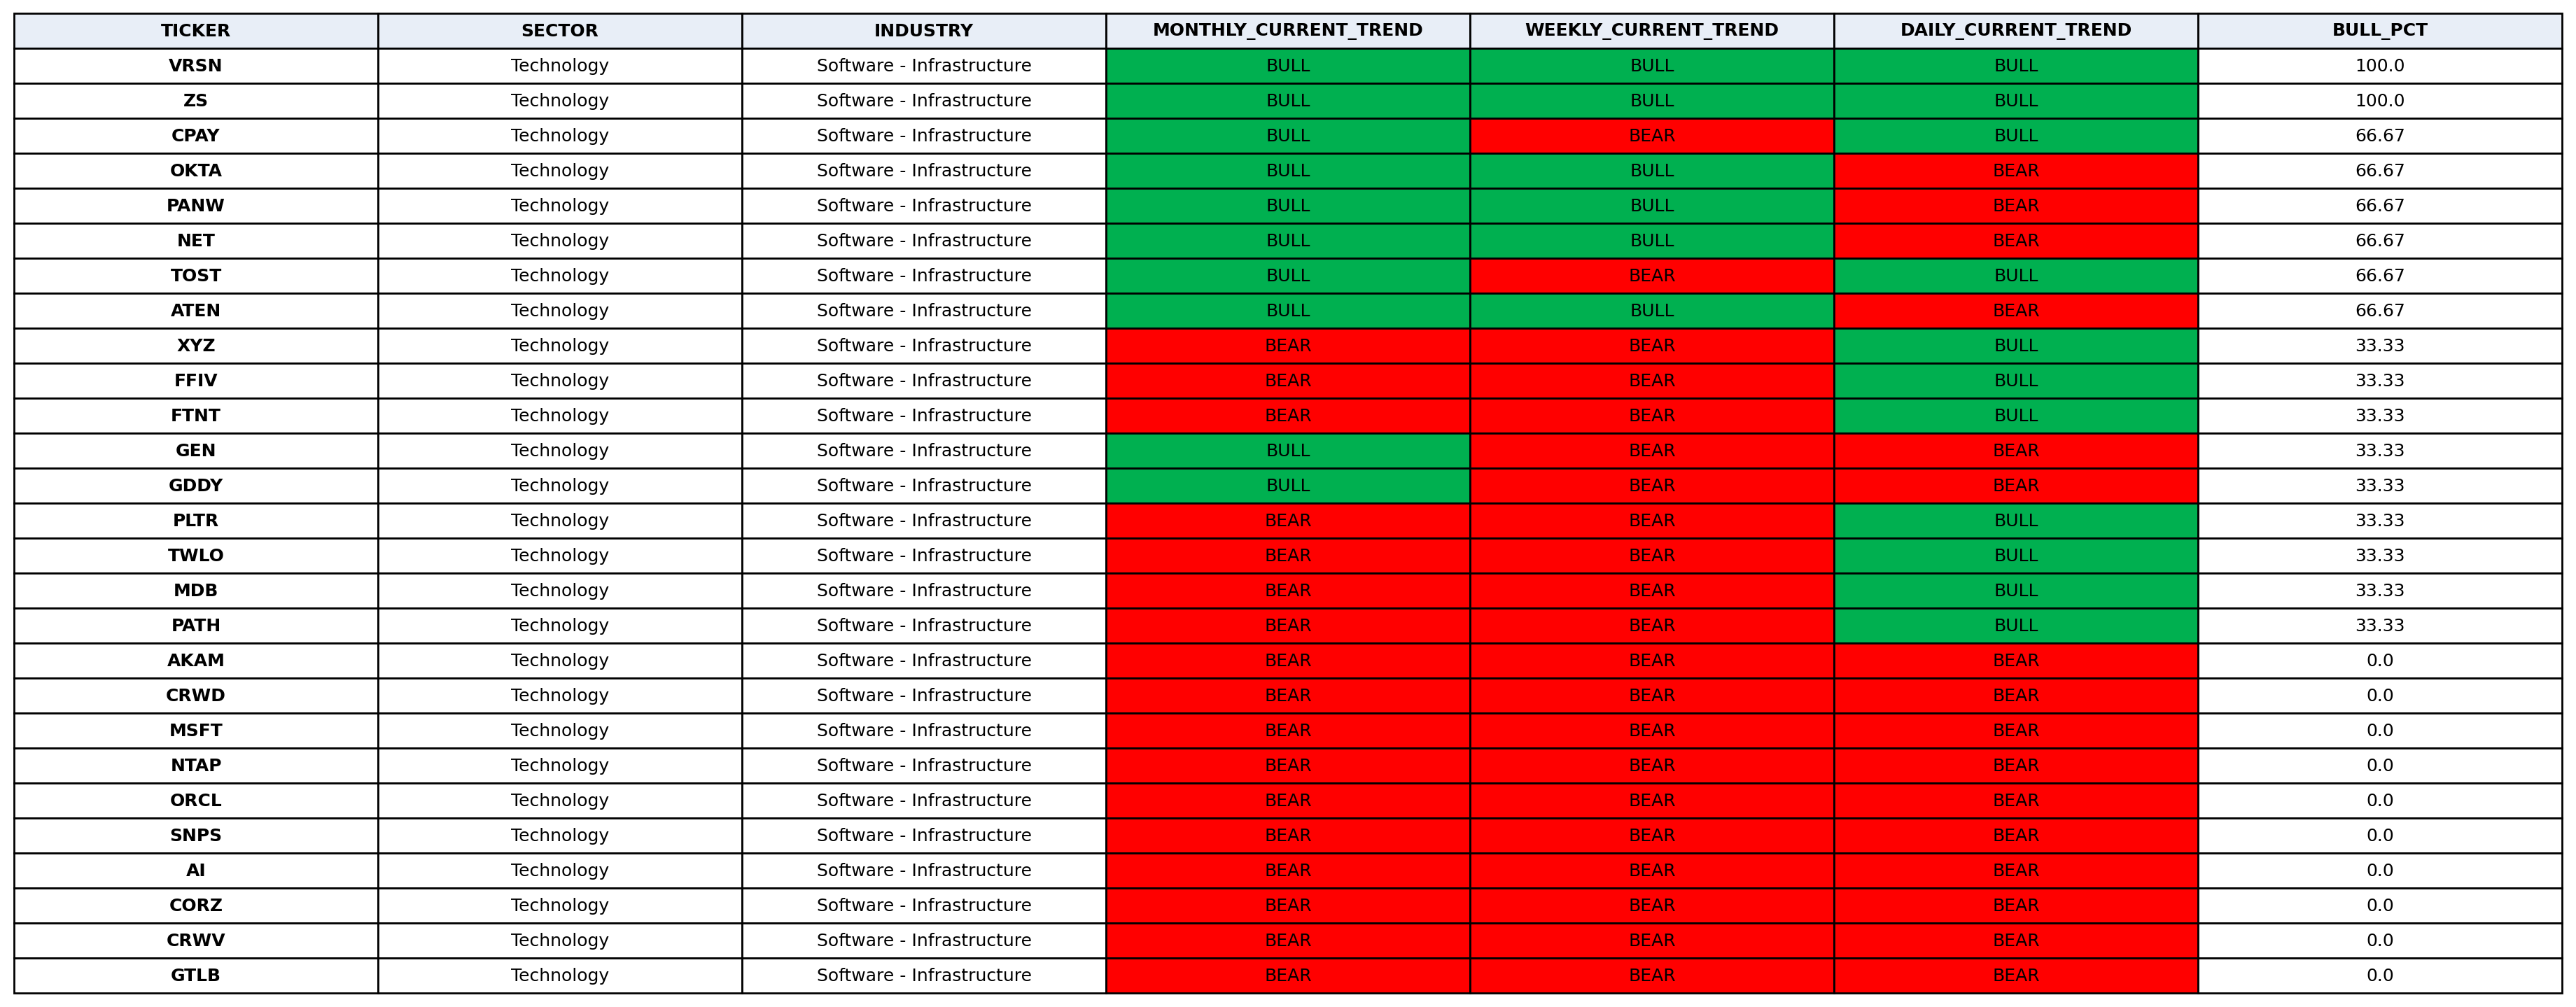 TICKER SECTOR INDUSTRY MONTHLY_CURRENT_TREND WEEKLY_CURRENT_TREND DAILY_CURRENT_TREND BULL_PCT
VRSN Technology Software - Infrastructure BULL BULL BULL 100.0
ZS Technology Software - Infrastructure BULL BULL BULL 100.0
CPAY Technology Software - Infrastructure BULL BEAR BULL 66.67
OKTA Technology Software - Infrastructure BULL BULL BEAR 66.67
PANW Technology Software - Infrastructure BULL BULL BEAR 66.67
NET Technology Software - Infrastructure BULL BULL BEAR 66.67
TOST Technology Software - Infrastructure BULL BEAR BULL 66.67
ATEN Technology Software - Infrastructure BULL BULL BEAR 66.67
XYZ Technology Software - Infrastructure BEAR BEAR BULL 33.33
FFIV Technology Software - Infrastructure BEAR BEAR BULL 33.33
FTNT Technology Software - Infrastructure BEAR BEAR BULL 33.33
GEN Technology Software - Infrastructure BULL BEAR BEAR 33.33
GDDY Technology Software - Infrastructure BULL BEAR BEAR 33.33
PLTR Technology Software - Infrastructure BEAR BEAR BULL 33.33
TWLO Technology Software - Infrastructure BEAR BEAR BULL 33.33
MDB Technology Software - Infrastructure BEAR BEAR BULL 33.33
PATH Technology Software - Infrastructure BEAR BEAR BULL 33.33
AKAM Technology Software - Infrastructure BEAR BEAR BEAR 0.0
CRWD Technology Software - Infrastructure BEAR BEAR BEAR 0.0
MSFT Technology Software - Infrastructure BEAR BEAR BEAR 0.0
NTAP Technology Software - Infrastructure BEAR BEAR BEAR 0.0
ORCL Technology Software - Infrastructure BEAR BEAR BEAR 0.0
SNPS Technology Software - Infrastructure BEAR BEAR BEAR 0.0
AI Technology Software - Infrastructure BEAR BEAR BEAR 0.0
CORZ Technology Software - Infrastructure BEAR BEAR BEAR 0.0
CRWV Technology Software - Infrastructure BEAR BEAR BEAR 0.0
GTLB Technology Software - Infrastructure BEAR BEAR BEAR 0.0